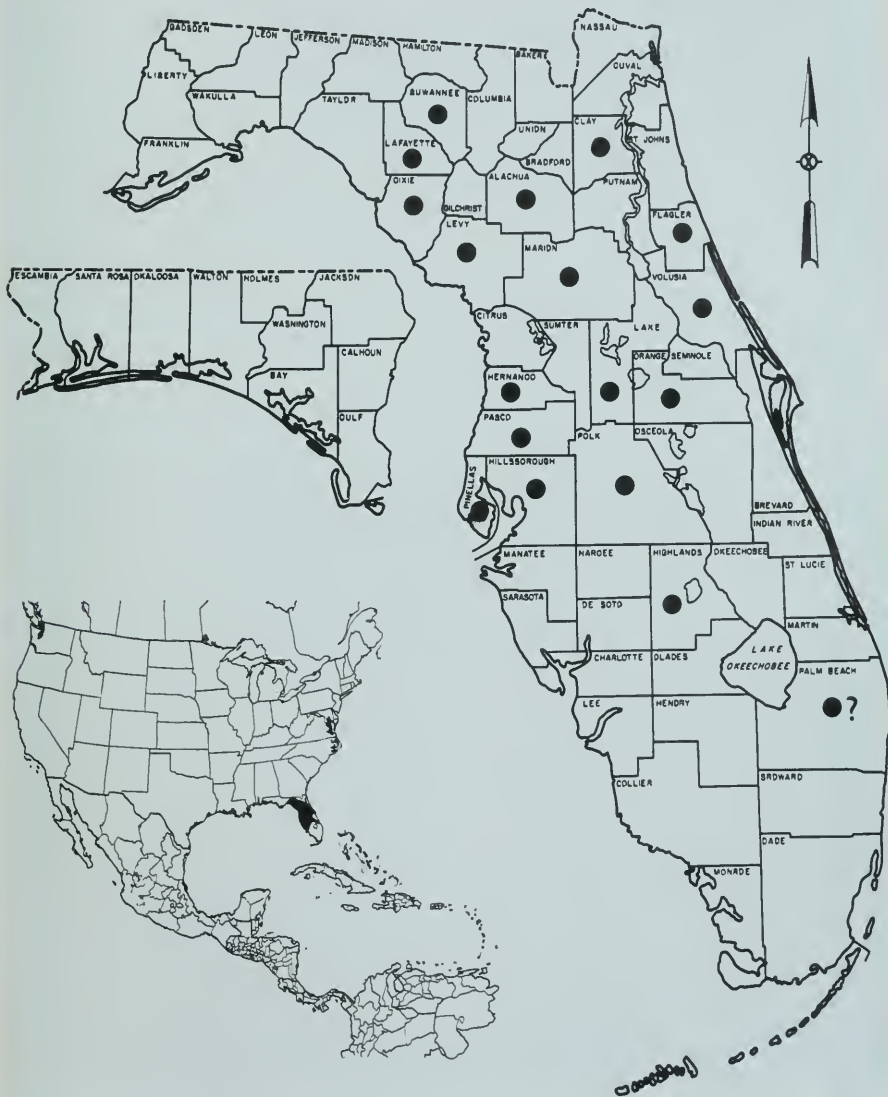 NASSAU
GADSDEN
LEON
JEFFERSON
MADISON
HAMILTON
BAKER
DUVAL
LIBERTY
WAKULLA
TAYLOR
SUWANNEE
COLUMBIA
UNION
CLAY
ST JOHNS
FRANKLIN
LAFAYETTE
BRADFORD
DIXIE
ALACHUA
PUTNAM
GILCHRIST
FLAGLER
LEVY
MARION
VOLUSIA
ESCAMBIA
SANTA ROSA
OKALOOSA
WALTON
HOLMES
JACKSON
WASHINGTON
CALHOUN
BAY
GULF
CITRUS
SUMTER
LAKE
ORANGE
SEMINOLE
HERNANDO
PASCO
POLK
OSCEOLA
HILLSBOROUGH
PINELLAS
BREVARD
INDIAN RIVER
MANATEE
HARDEE
HIGHLANDS
OKEECHOBEE
ST LUCIE
SARASOTA
DE SOTO
MARTIN
LAKE
OKEECHOBEE
CHARLOTTE
GLADES
PALM BEACH
?
LEE
HENDRY
COLLIER
BROWARD
DADE
MONROE